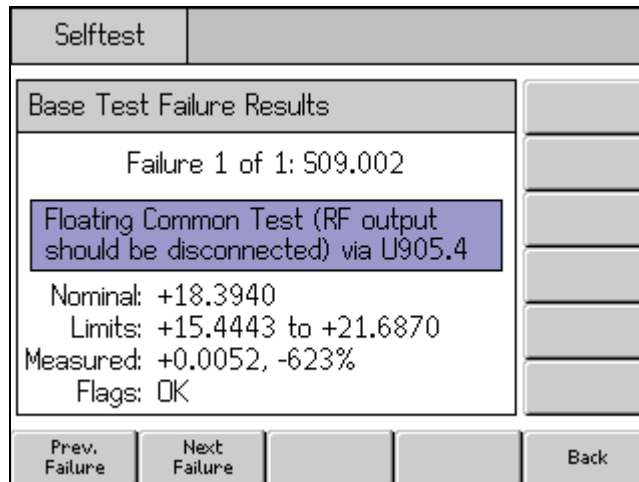 Selftest
Base Test Failure Results
Failure 1 of 1: S09.002
Floating Common Test (RF output
should be disconnected) via U905.4
Nominal: +18.3940
Limits: +15.4443 to +21.6870
Measured: +0.0052, -623%
Flags: OK
Prev.
Failure
Next
Failure
Back